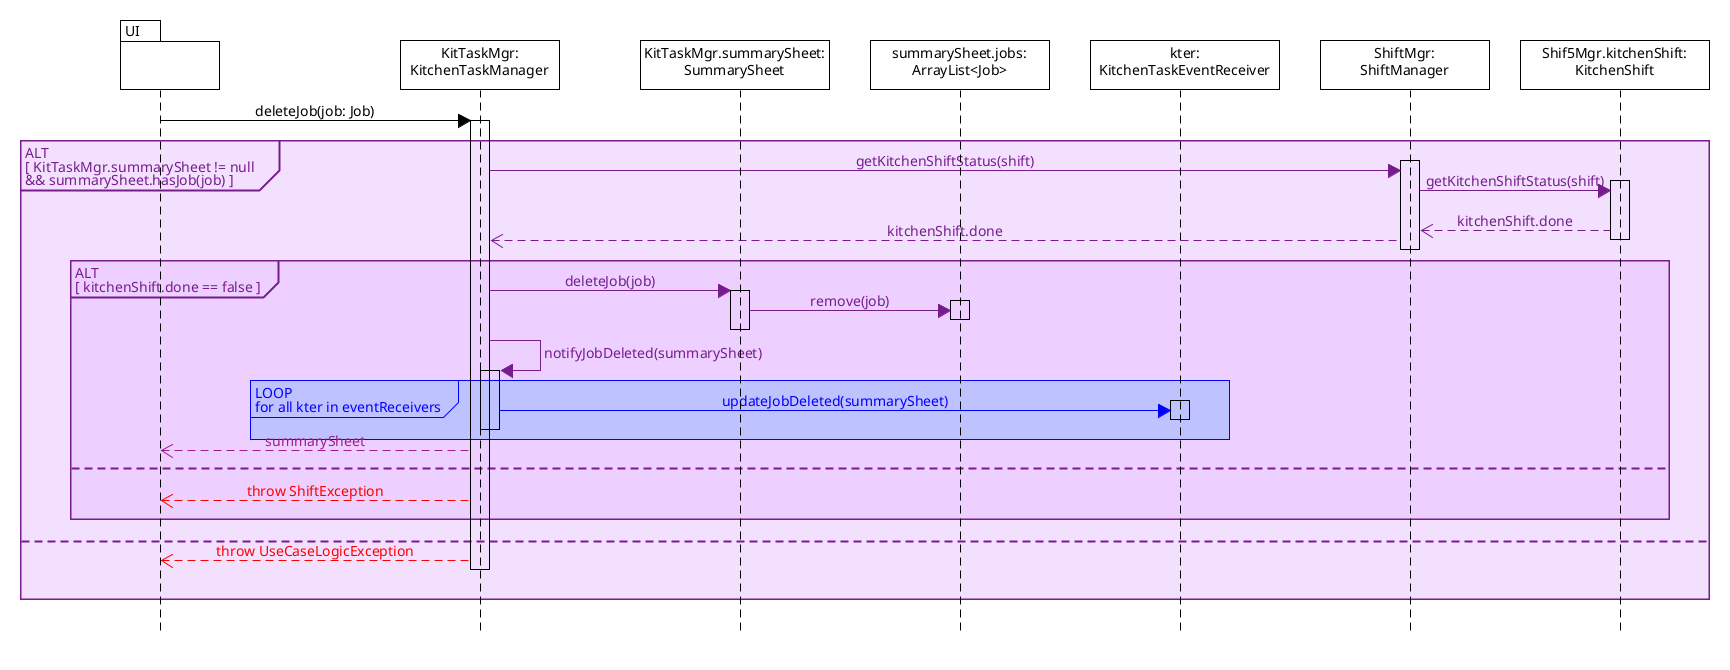 UI
KitTaskMgr:
KitchenTaskManager
KitTaskMgr.summarySheet:
SummarySheet
summarySheet.jobs:
ArrayList<Job>
kter:
KitchenTaskEventReceiver
ShiftMgr:
ShiftManager
Shif5Mgr.kitchenShift:
KitchenShift
deleteJob(job: Job)
ALT
[ KitTaskMgr.summarySheet != null
&& summarySheet.hasJob(job) ]
getKitchenShiftStatus(shift)
getKitchenShiftStatus(shift)
kitchenShift.done
kitchenShift.done
ALT
[ kitchenShift.done == false ]
deleteJob(job)
remove(job)
notifyJobDeleted(summarySheet)
LOOP
for all kter in eventReceivers
updateJobDeleted(summarySheet)
summarySheet
throw ShiftException
throw UseCaseLogicException